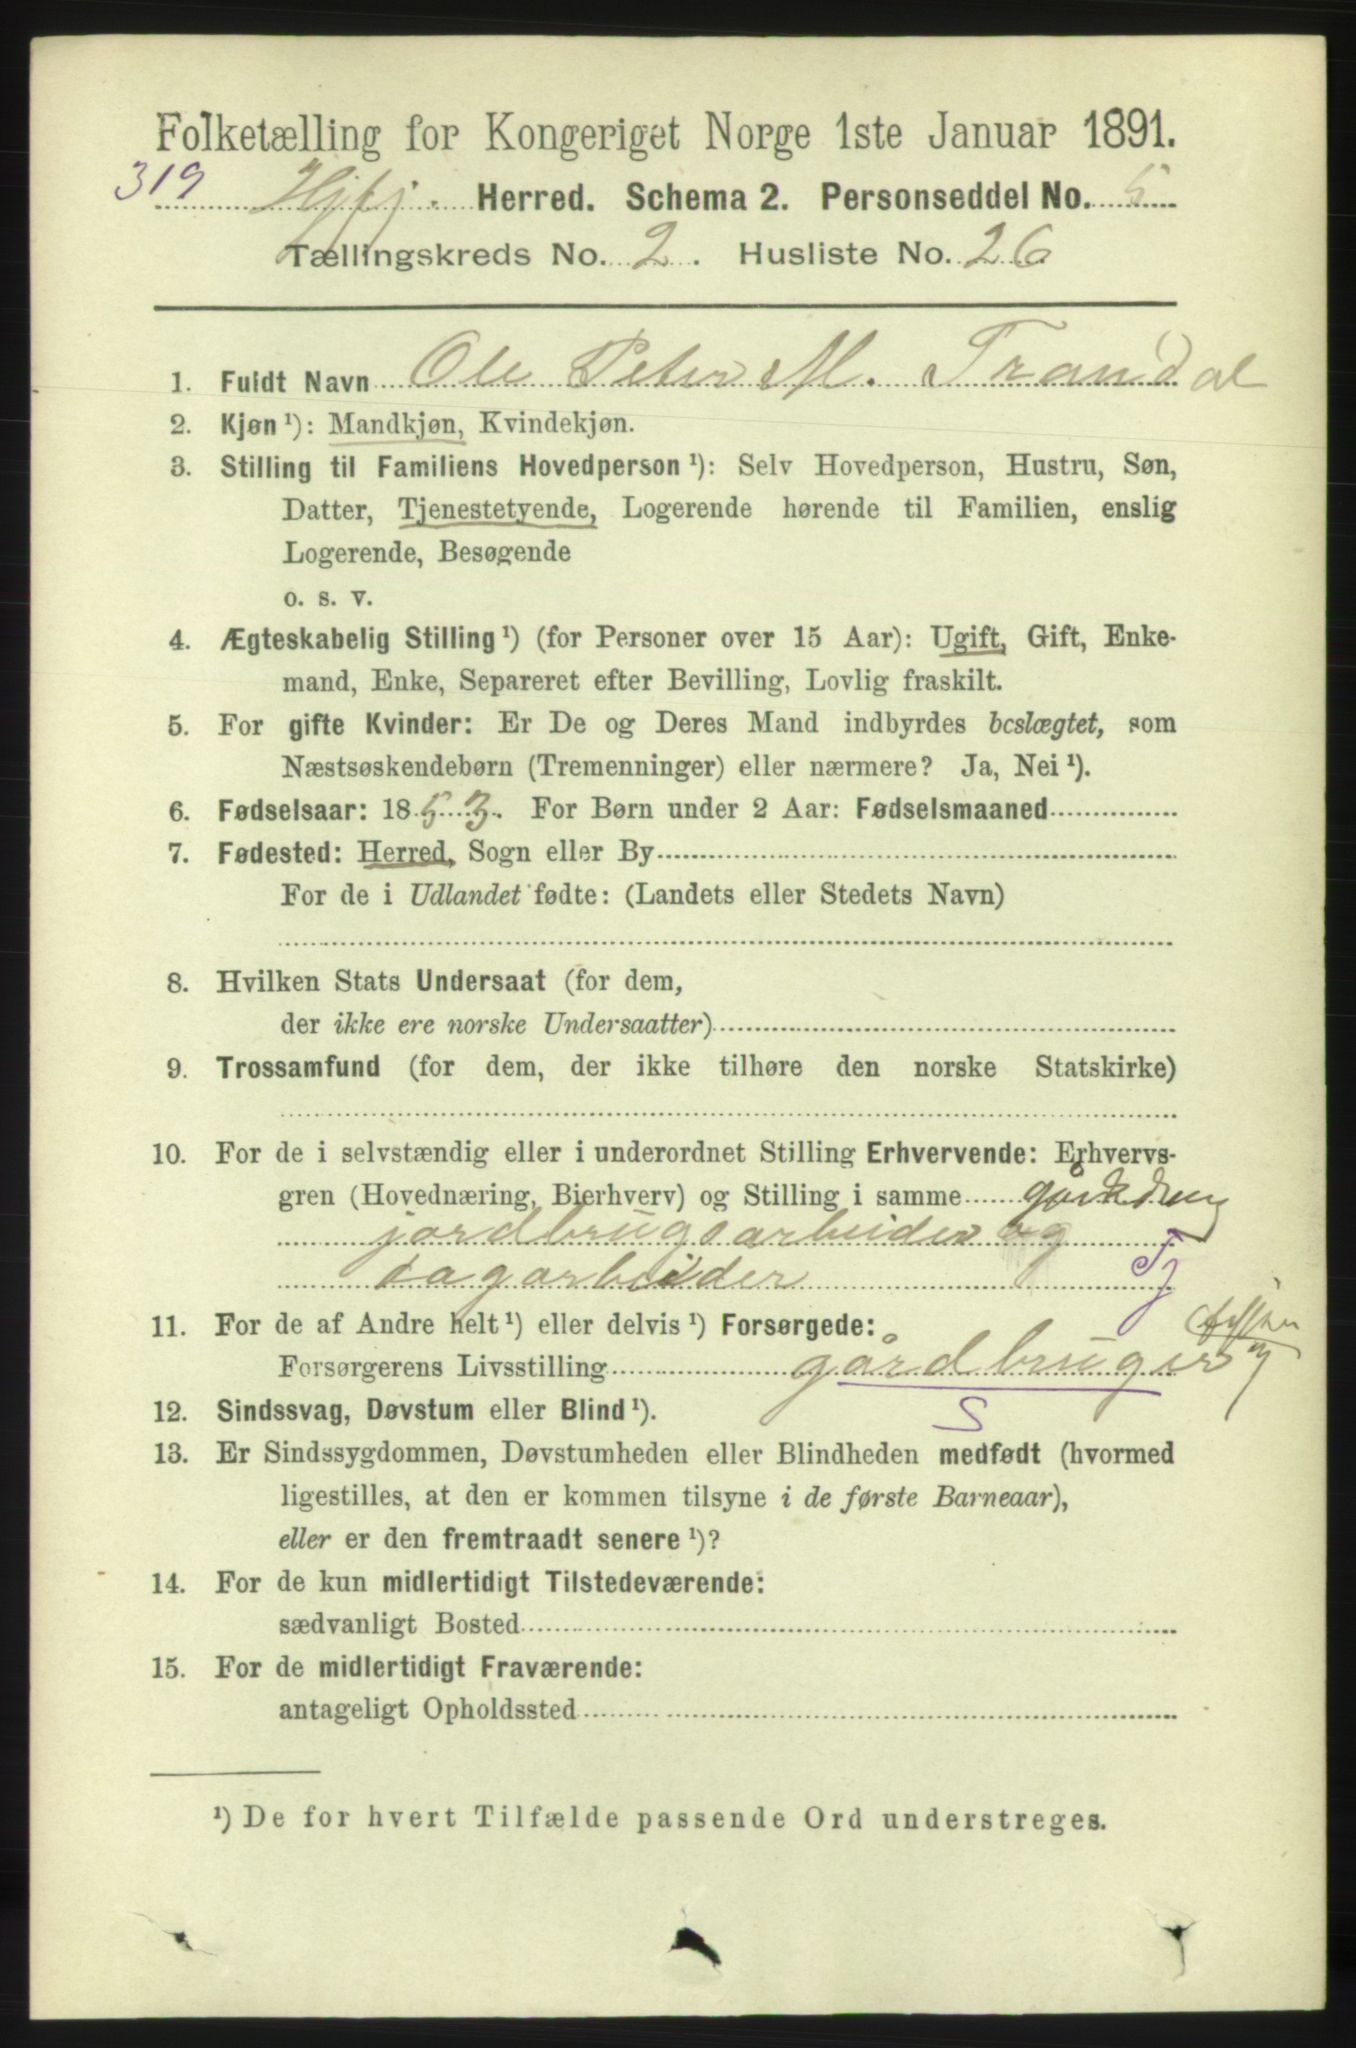 Folketælling for Kongeriget Norge 1ste Januar 1891.
319 Hjfj. Herred. Schema 2. Personseddel No. 5
Tællingskreds No. 2. Husliste No. 26
1. Fuldt Navn Ole Peter M. Trandal
2. Kjøn ¹): Mandkjøn, Kvindekjøn.
3. Stilling til Familiens Hovedperson ¹): Selv Hovedperson, Hustru, Søn,
Datter, Tjenestetyende, Logerende hørende til Familien, enslig
Logerende, Besøgende
o. s. v.
4. Ægteskabelig Stilling ¹) (for Personer over 15 Aar): Ugift, Gift, Enke-
mand, Enke, Separeret efter Bevilling, Lovlig fraskilt.
5. For gifte Kvinder: Er De og Deres Mand indbyrdes beslægtet, som
Næstsøskendebørn (Tremenninger) eller nærmere? Ja, Nei ¹).
6. Fødselsaar: 1853. For Børn under 2 Aar: Fødselsmaaned
7. Fødested: Herred, Sogn eller By
For de i Udlandet fødte: (Landets eller Stedets Navn)
8. Hvilken Stats Undersaat (for dem,
der ikke ere norske Undersaatter)
9. Trossamfund (for dem, der ikke tilhøre den norske Statskirke)
10. For de i selvstændig eller i underordnet Stilling Erhvervende: Erhvervs-
gren (Hovednæring, Bierhverv) og Stilling i samme gårddreng
jordbrugsarbeider og
dagarbeider Tj
11. For de af Andre helt ¹) eller delvis ¹) Forsørgede:
Forsørgerens Livsstilling gårdbruger
S
12. Sindssvag, Døvstum eller Blind ¹).
13. Er Sindssygdommen, Døvstumheden eller Blindheden medfødt (hvormed
ligestilles, at den er kommen tilsyne i de første Barneaar),
eller er den fremtraadt senere ¹)?
14. For de kun midlertidigt Tilstedeværende:
sædvanligt Bosted
15. For de midlertidigt Fraværende:
antageligt Opholdssted
¹) De for hvert Tilfælde passende Ord understreges.